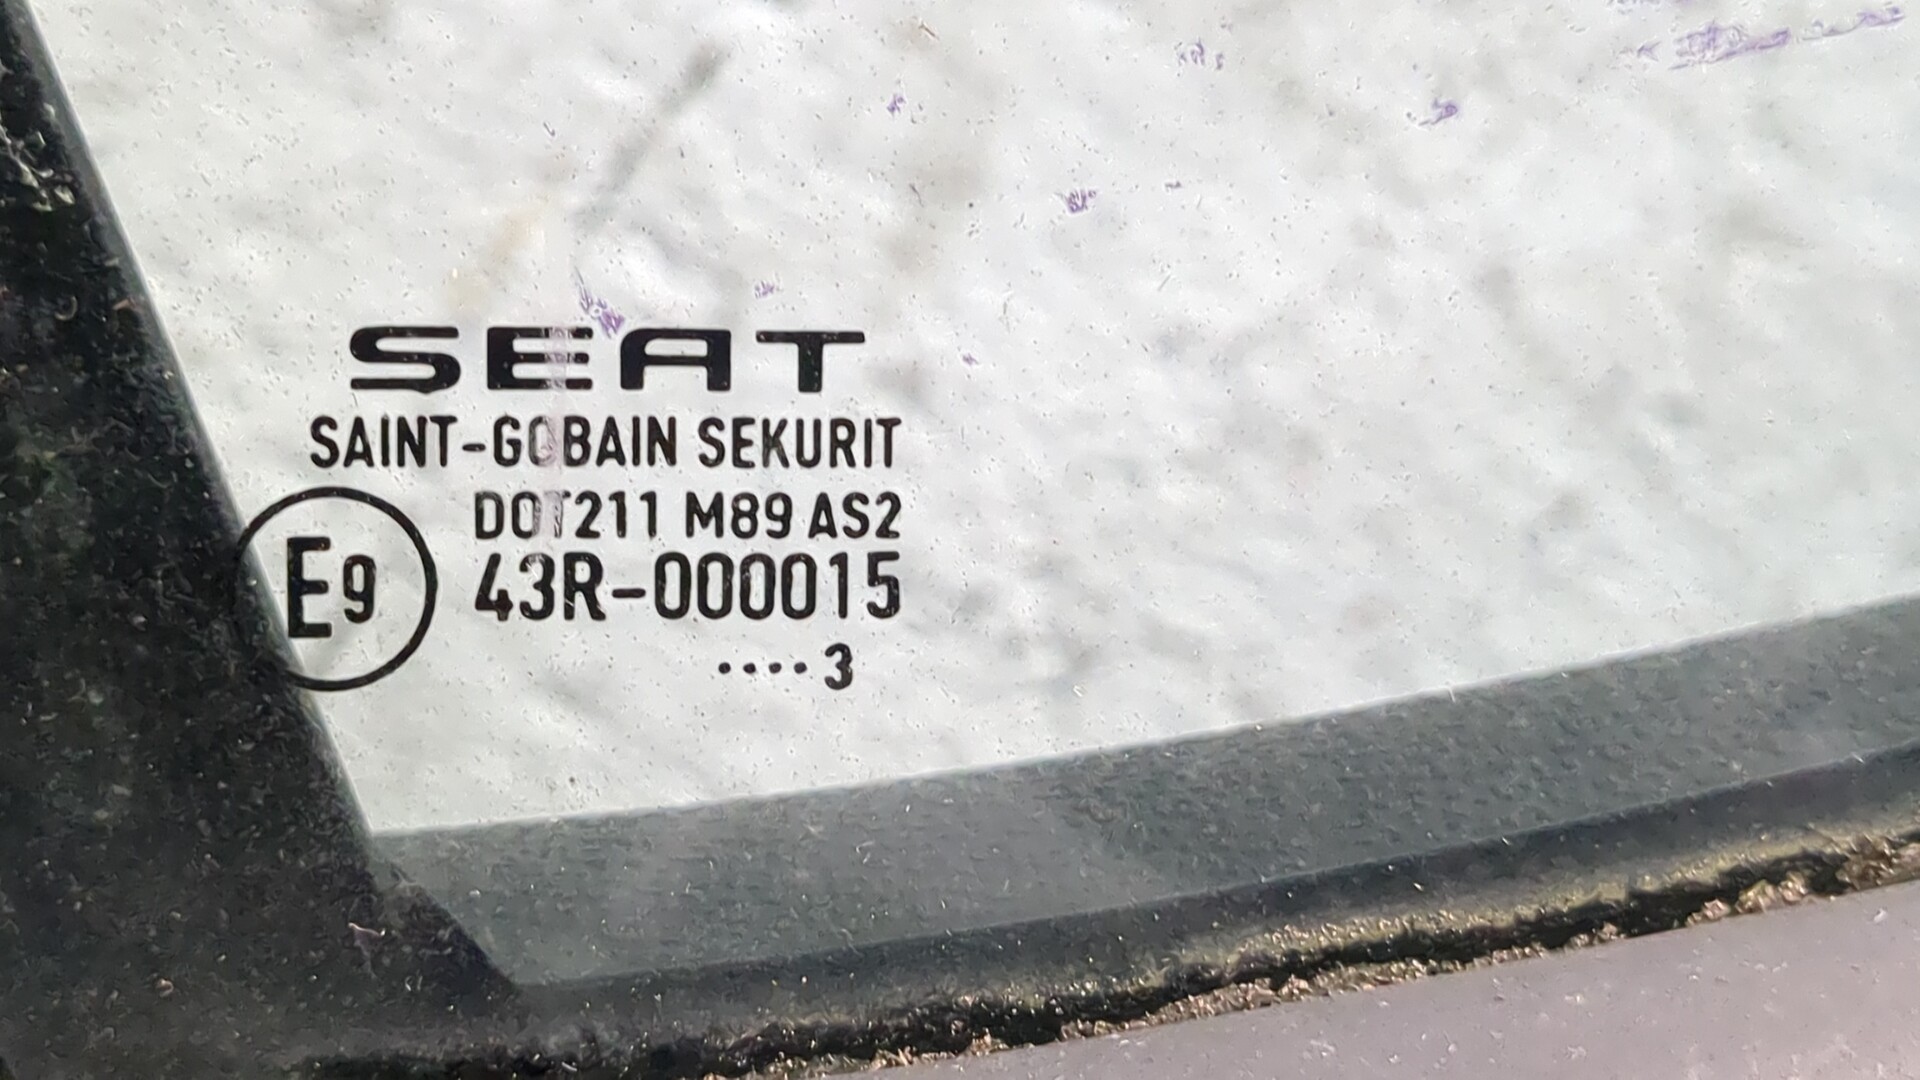 SEAT
SAINT-GOBAIN SEKURIT
DOT211 M89 AS2
E9 43R-000015
····3